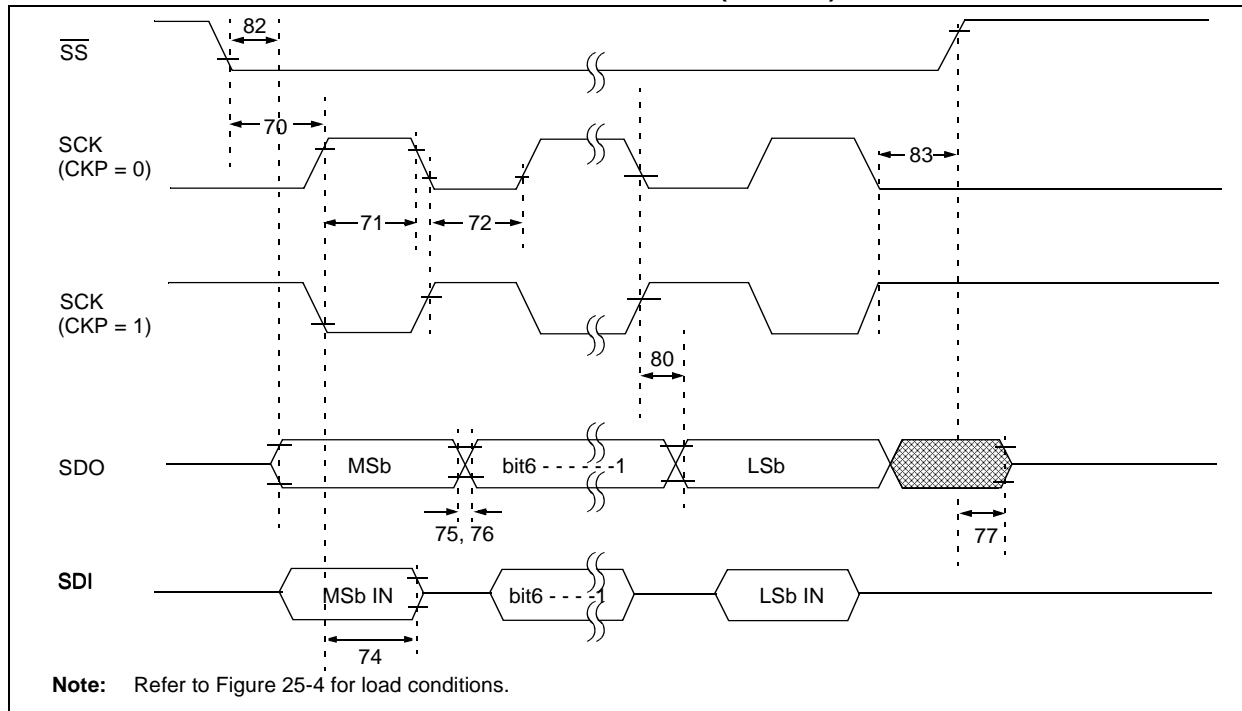 82
SS
70
SCK
(CKP = 0)
83
71
72
SCK
(CKP = 1)
80
SDO
MSb
bit6 - - - - - -1
LSb
75, 76
77
SDI
MSb IN
bit6 - - - -1
LSb IN
74
Note: Refer to Figure 25-4 for load conditions.